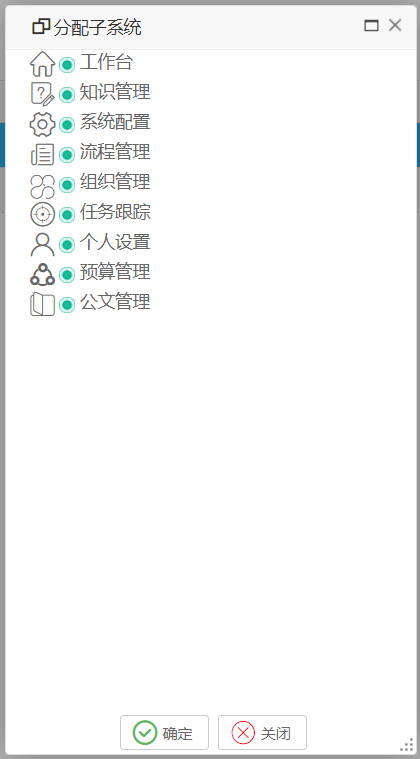 分配子系统
工作台
知识管理
系统配置
流程管理
组织管理
任务跟踪
个人设置
预算管理
公文管理
确定 关闭